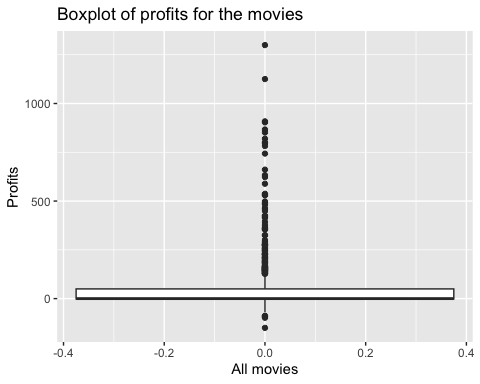 Boxplot of profits for the movies
1000
500
0
Profits
-0.4 -0.2 0.0 0.2 0.4
All movies